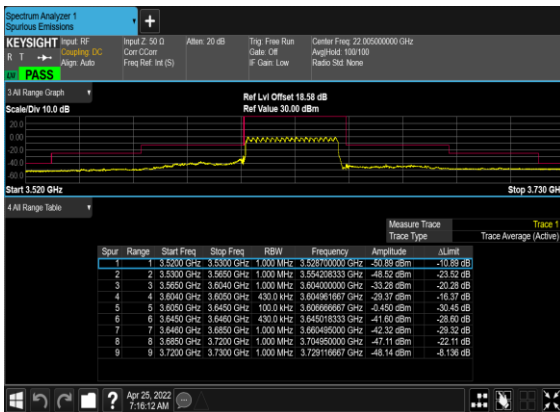 Spectrum Analyzer 1
Spurious Emissions
KEYSIGHT
R T
LV PASS
Input: RF
Coupling: DC
Align: Auto
Input Z: 50 Ω
Corr CCorr
Freq Ref: Int (S)
Atten: 20 dB
Trig: Free Run
Gate: Off
IF Gain: Low
Center Freq: 22.005000000 GHz
Avg|Hold: 100/100
Radio Std: None
3 All Range Graph
Scale/Div 10.0 dB
Ref Lvl Offset 18.58 dB
Ref Value 30.00 dBm
20.0
0.00
-20.0
-40.0
-60.0
Start 3.520 GHz
Stop 3.730 GH
4 All Range Table
Measure Trace Trace 1
Trace Type Trace Average (Active)
Spur Range Start Freq Stop Freq RBW Frequency Amplitude ΔLimit
1 1 3.5200 GHz 3.5300 GHz 1.000 MHz 3.528700000 GHz -50.89 dBm -10.89 dB
2 2 3.5300 GHz 3.5650 GHz 1.000 MHz 3.554208333 GHz -48.52 dBm -23.52 dB
3 3 3.5650 GHz 3.6040 GHz 1.000 MHz 3.604000000 GHz -33.28 dBm -20.28 dB
4 4 3.6040 GHz 3.6050 GHz 430.0 kHz 3.604961667 GHz -29.37 dBm -16.37 dB
5 5 3.6050 GHz 3.6450 GHz 100.0 kHz 3.606666667 GHz -0.450 dBm -30.45 dB
6 6 3.6450 GHz 3.6460 GHz 430.0 kHz 3.645018333 GHz -41.60 dBm -28.60 dB
7 7 3.6460 GHz 3.6850 GHz 1.000 MHz 3.660495000 GHz -42.32 dBm -29.32 dB
8 8 3.6850 GHz 3.7200 GHz 1.000 MHz 3.704950000 GHz -47.11 dBm -22.11 dB
9 9 3.7200 GHz 3.7300 GHz 1.000 MHz 3.729116667 GHz -48.14 dBm -8.136 dB
Apr 25, 2022
7:16:12 AM